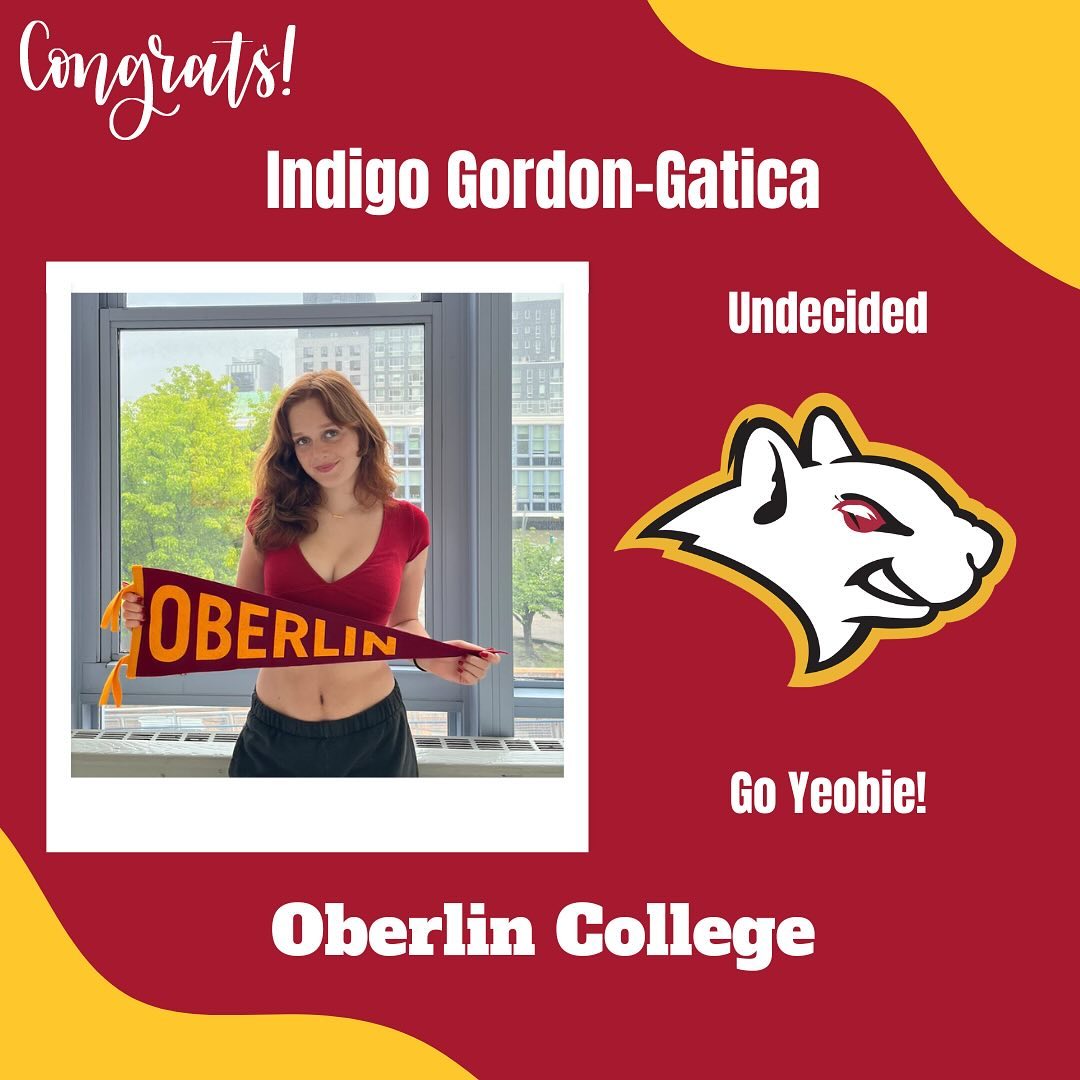 Congrats!
Indigo Gordon-Gatica
Undecided
OBERLIN
Go Yeobie!
Oberlin College